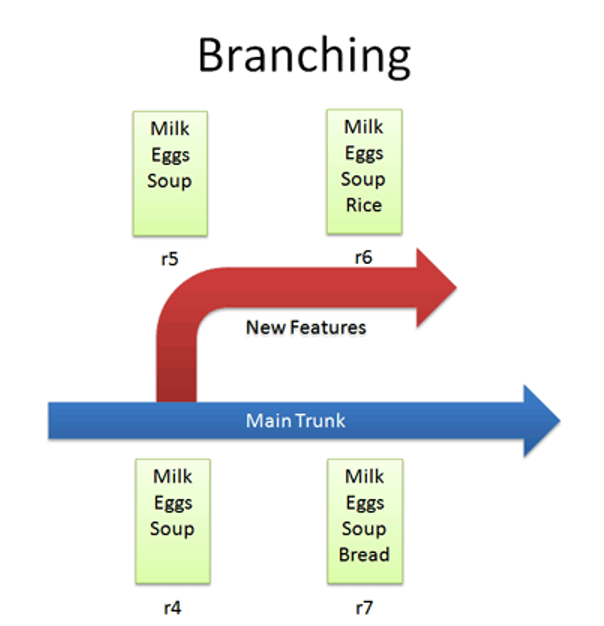 Branching
Milk
Eggs
Soup
r5
Milk
Eggs
Soup
Rice
r6
New Features
Main Trunk
Milk
Eggs
Soup
r4
Milk
Eggs
Soup
Bread
r7